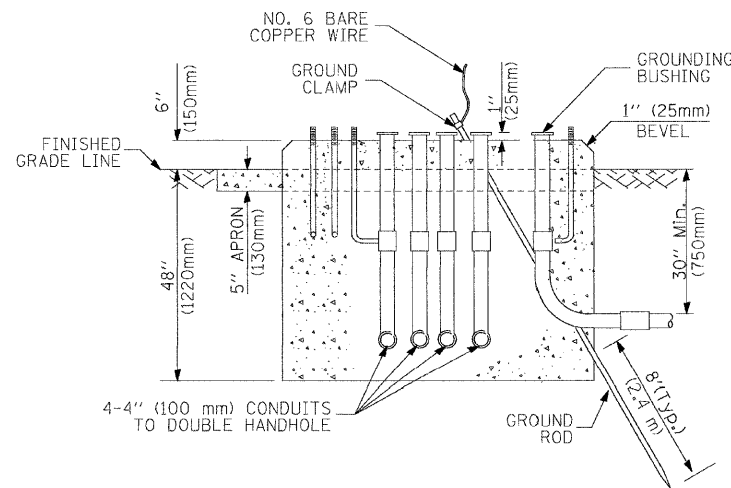 NO. 6 BARE
COPPER WIRE
GROUND
CLAMP
GROUNDING
BUSHING
1" (25mm)
BEVEL
6"
(150mm)
1"
(25mm)
FINISHED
GRADE LINE
48"
(1220mm)
5" APRON
(130mm)
30" Min.
(750mm)
4-4" (100 mm) CONDUITS
TO DOUBLE HANDHOLE
GROUND
ROD
8'(Typ.)
(2.4 m)